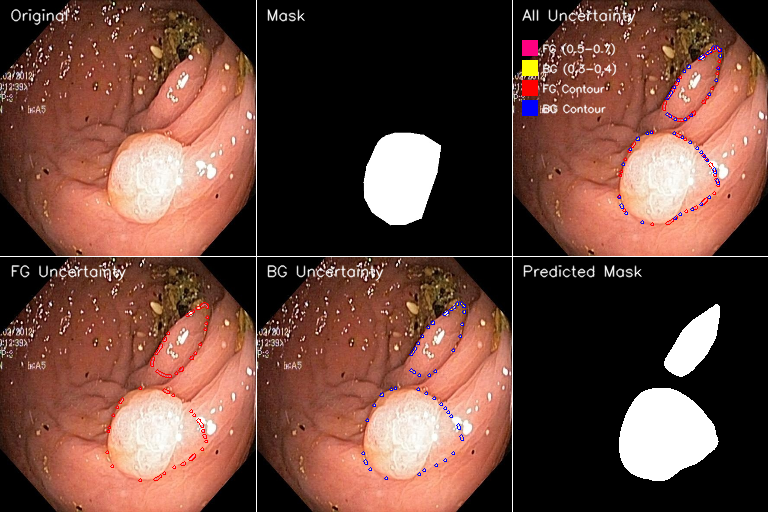 Original
Mask
All Uncertainty
FG (0.5-0.7)
BG (0.3-0.4)
FG Contour
BG Contour
FG Uncertainty
BG Uncertainty
Predicted Mask